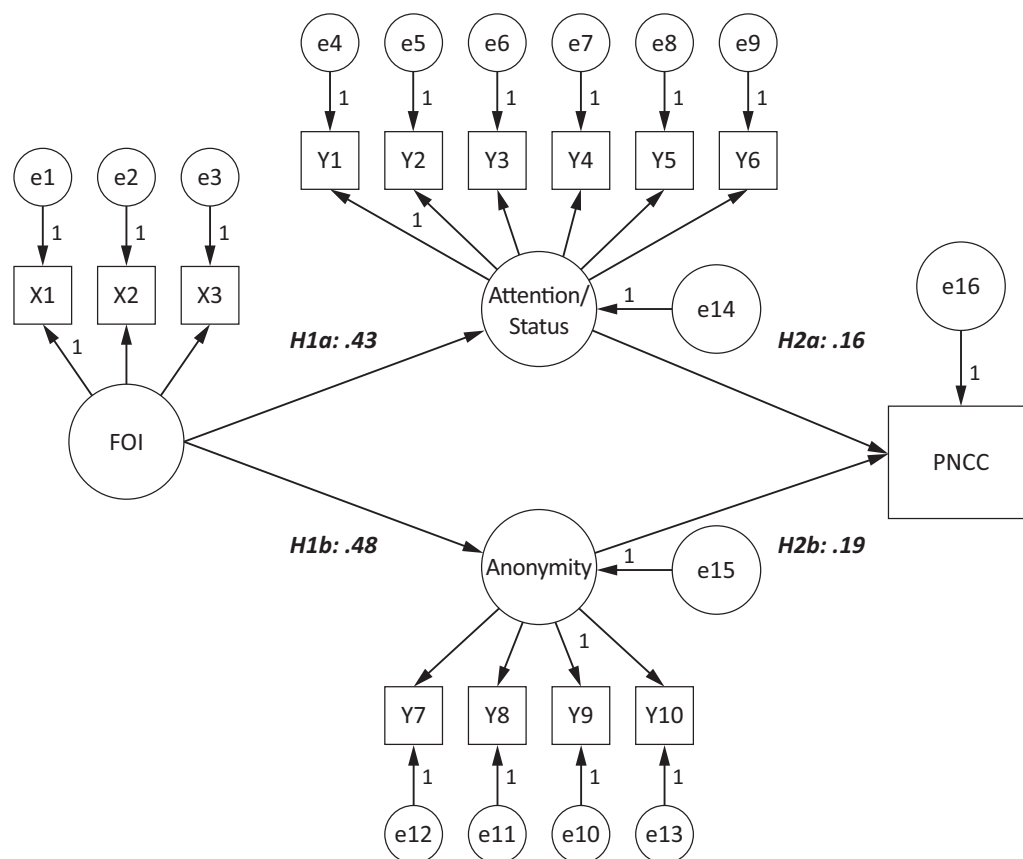 e4 e5 e6 e7 e8 e9
1 1 1 1 1 1
Y1 Y2 Y3 Y4 Y5 Y6
e1 e2 e3
1
1 1 1
X1 X2 X3
Attention/
Status
1
e14
e16
1
H1a: .43
H2a: .16
1
FOI
PNCC
H1b: .48
H2b: .19
Anonymity
1
e15
1
Y7 Y8 Y9 Y10
1 1 1 1
e12 e11 e10 e13